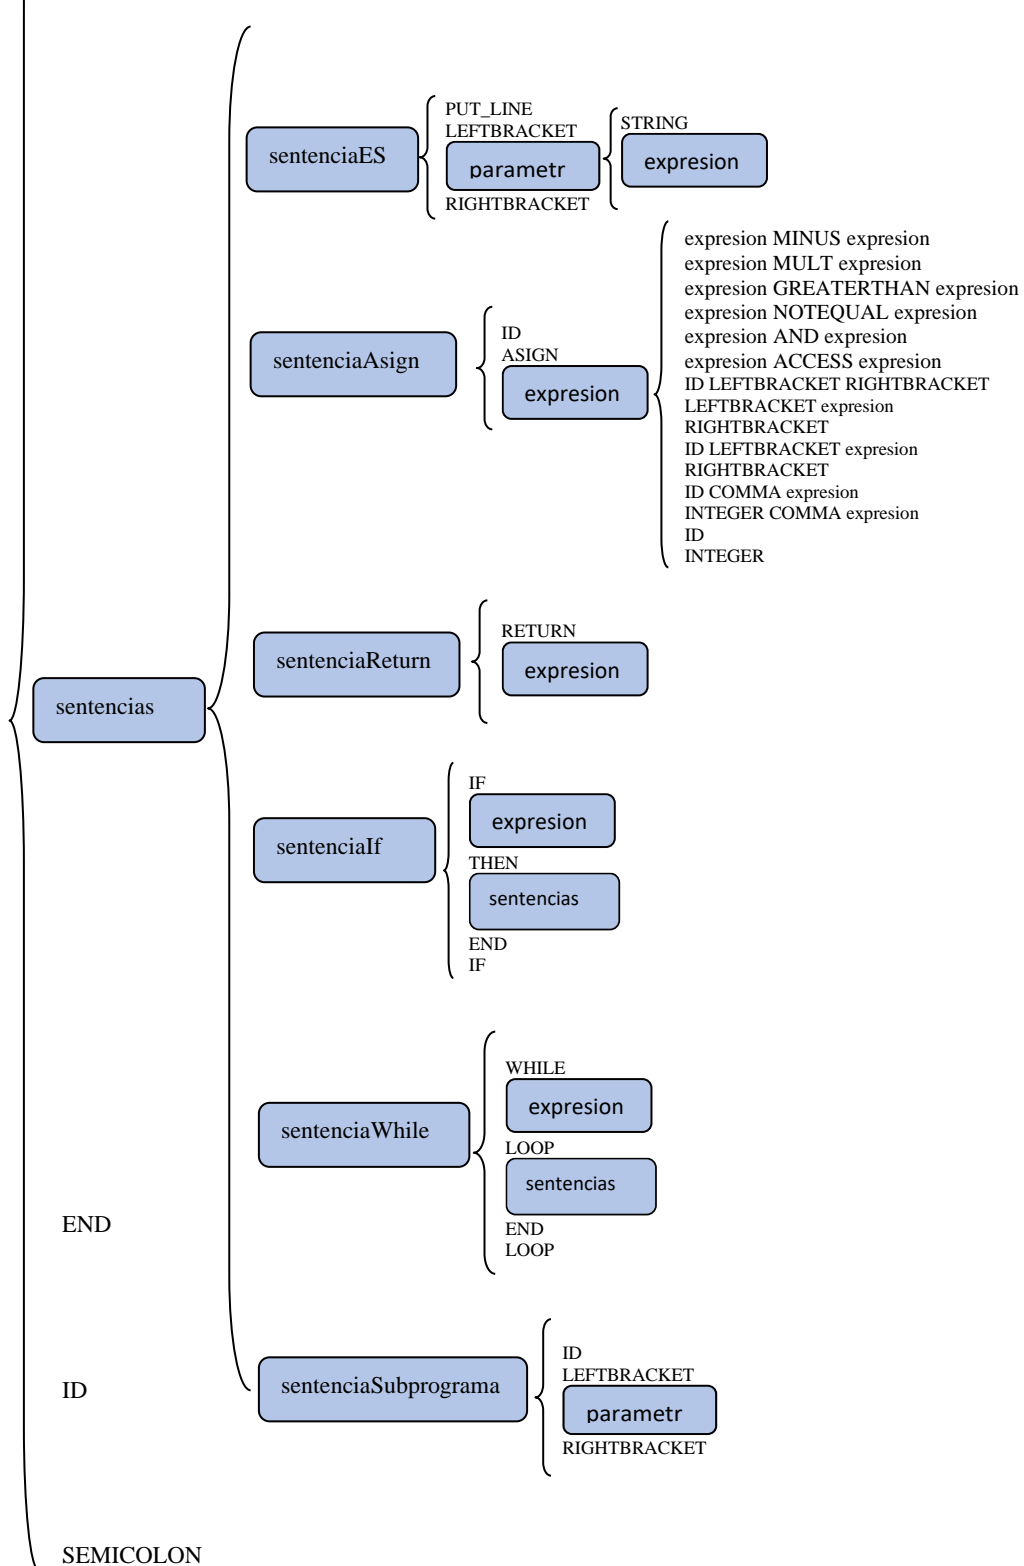 PUT_LINE
LEFTBRACKET
STRING
sentenciaES
parametr
expresion
RIGHTBRACKET
expresion MINUS expresion
expresion MULT expresion
expresion GREATERTHAN expresion
expresion NOTEQUAL expresion
expresion AND expresion
expresion ACCESS expresion
ID LEFTBRACKET RIGHTBRACKET
LEFTBRACKET expresion
RIGHTBRACKET
ID LEFTBRACKET expresion
RIGHTBRACKET
ID COMMA expresion
INTEGER COMMA expresion
ID
INTEGER
sentenciaAsign
ID
ASIGN
expresion
sentenciaReturn
RETURN
expresion
sentencias
sentenciaIf
IF
expresion
THEN
sentencias
END
IF
sentenciaWhile
WHILE
expresion
LOOP
sentencias
END
LOOP
END
ID
sentenciaSubprograma
ID
LEFTBRACKET
parametr
RIGHTBRACKET
SEMICOLON